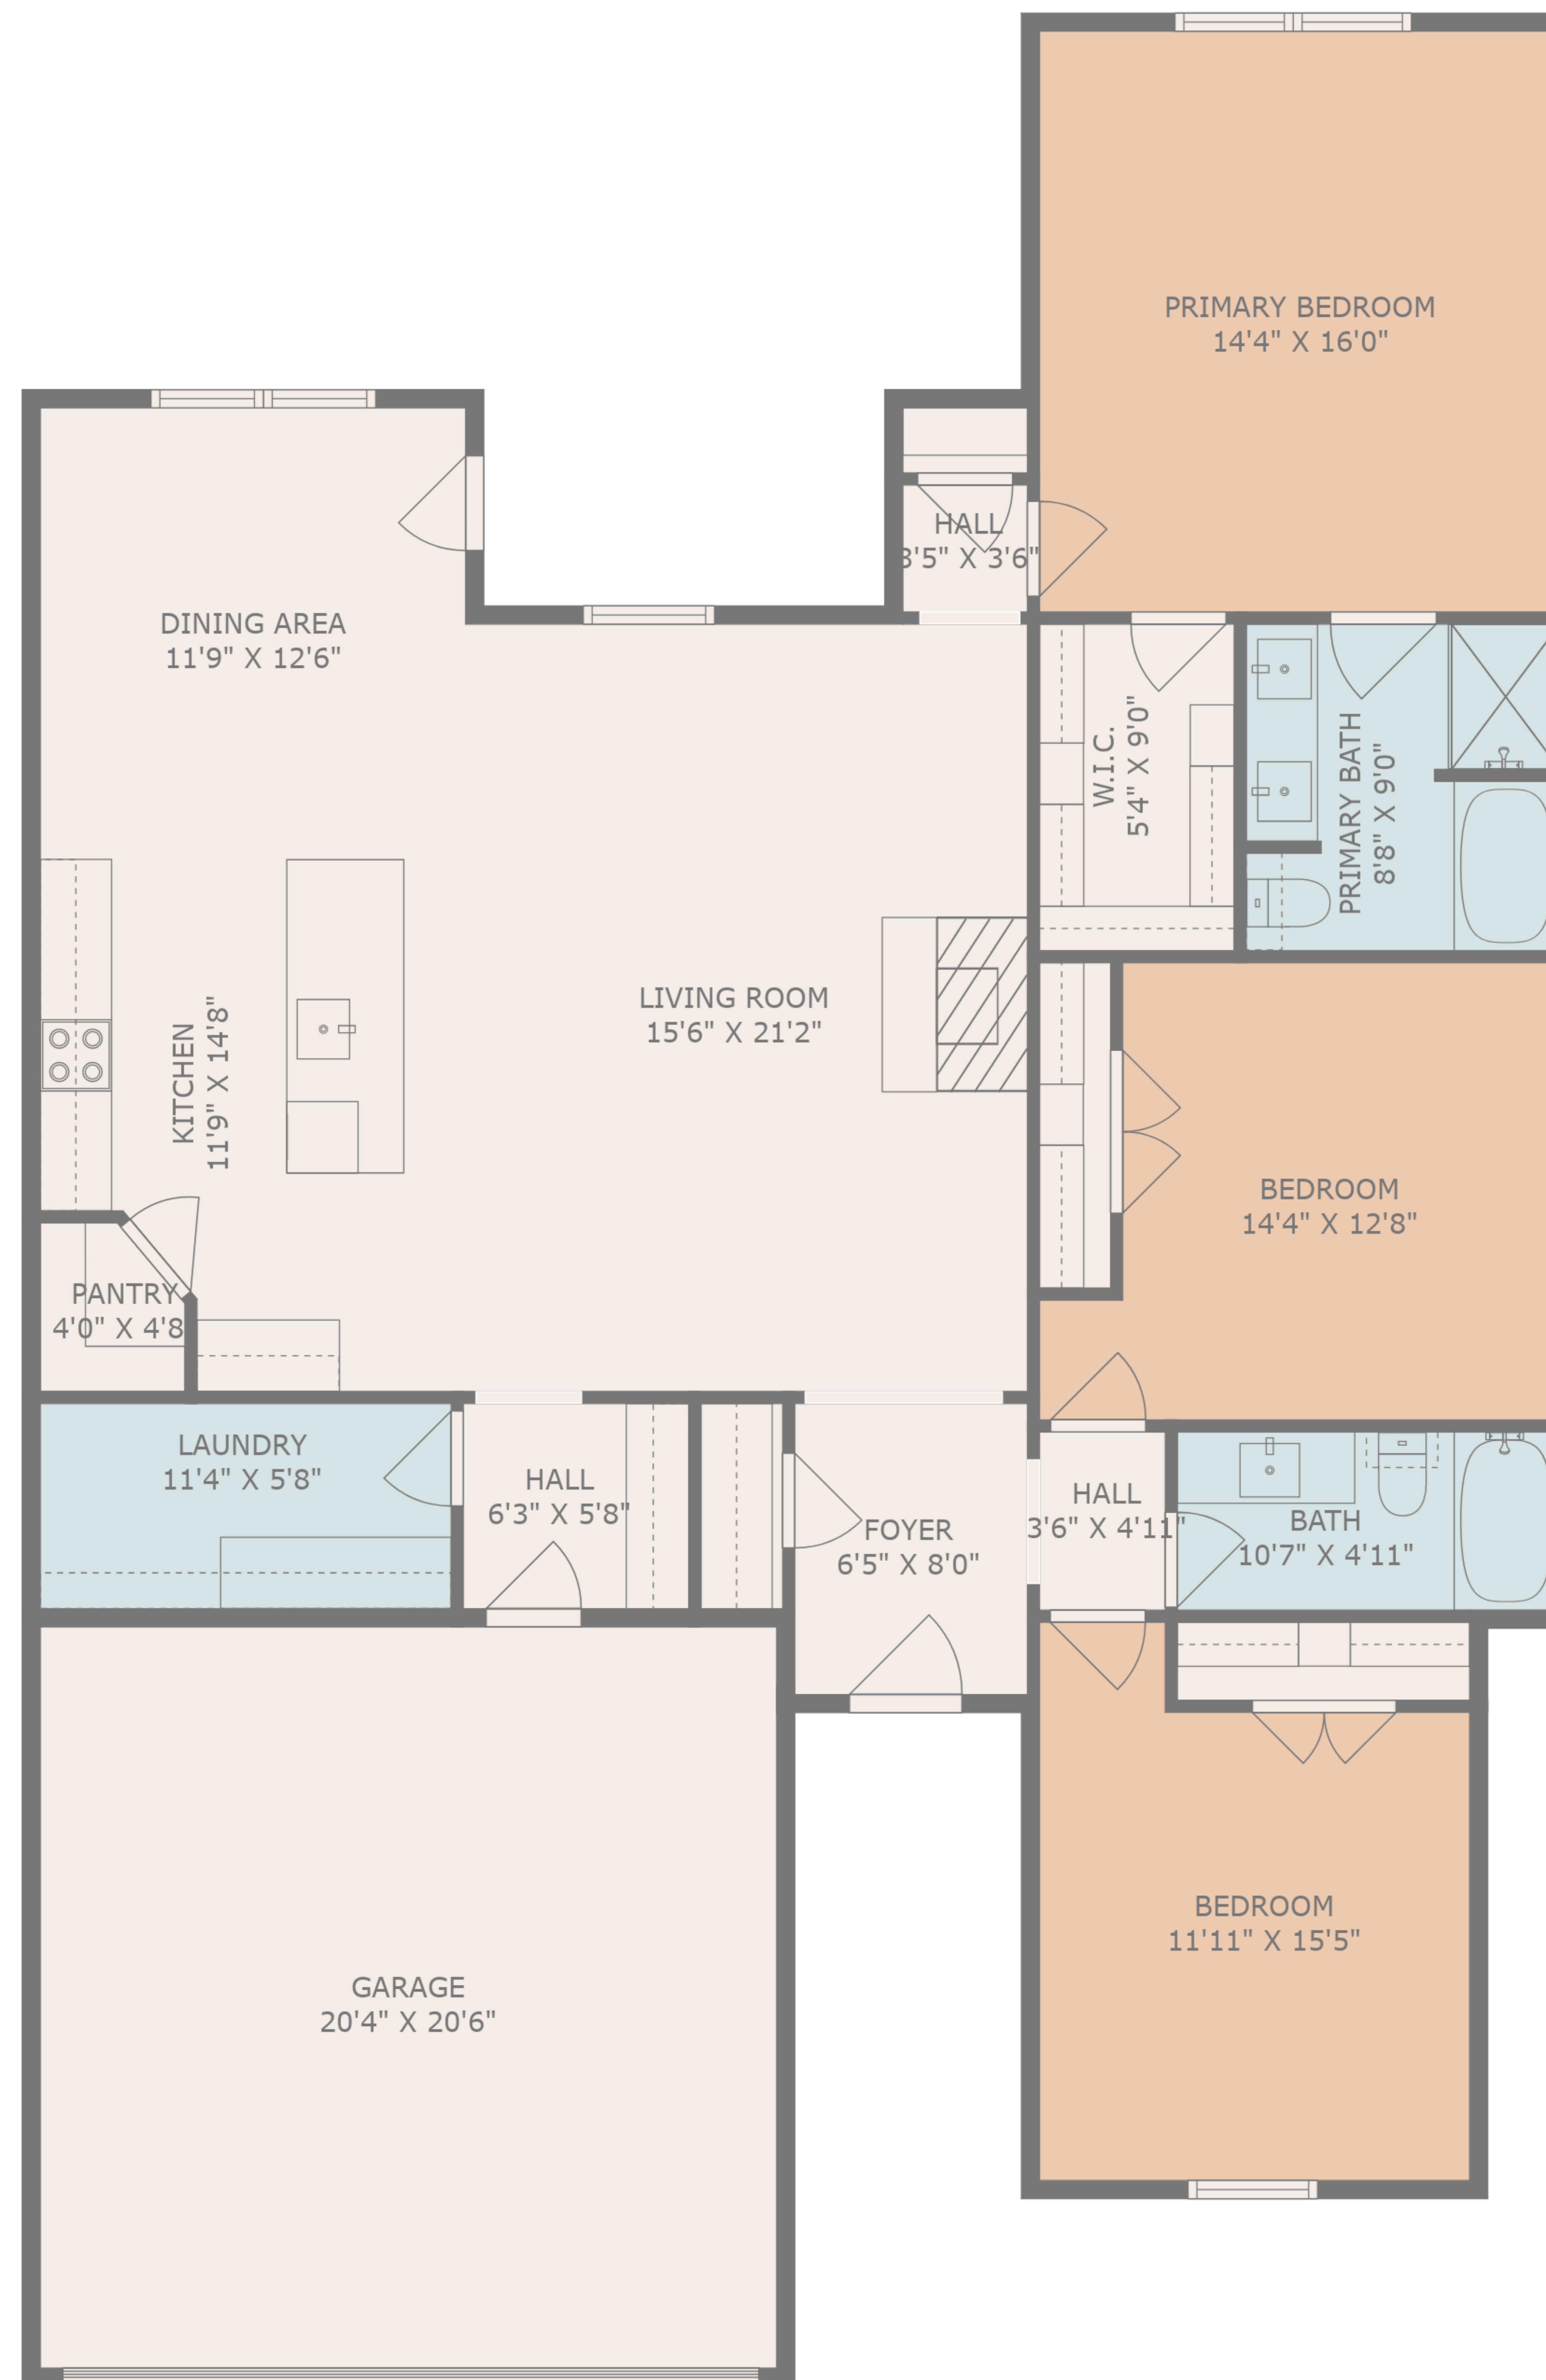 PRIMARY BEDROOM
14'4" X 16'0"
HALL
3'5" X 3'6"
DINING AREA
11'9" X 12'6"
W.I.C.
5'4" X 9'0"
PRIMARY BATH
8'8" X 9'0"
LIVING ROOM
15'6" X 21'2"
KITCHEN
11'9" X 14'8"
BEDROOM
14'4" X 12'8"
PANTRY
4'0" X 4'8
LAUNDRY
11'4" X 5'8"
HALL
6'3" X 5'8"
FOYER
6'5" X 8'0"
HALL
3'6" X 4'11"
BATH
10'7" X 4'11"
BEDROOM
11'11" X 15'5"
GARAGE
20'4" X 20'6"